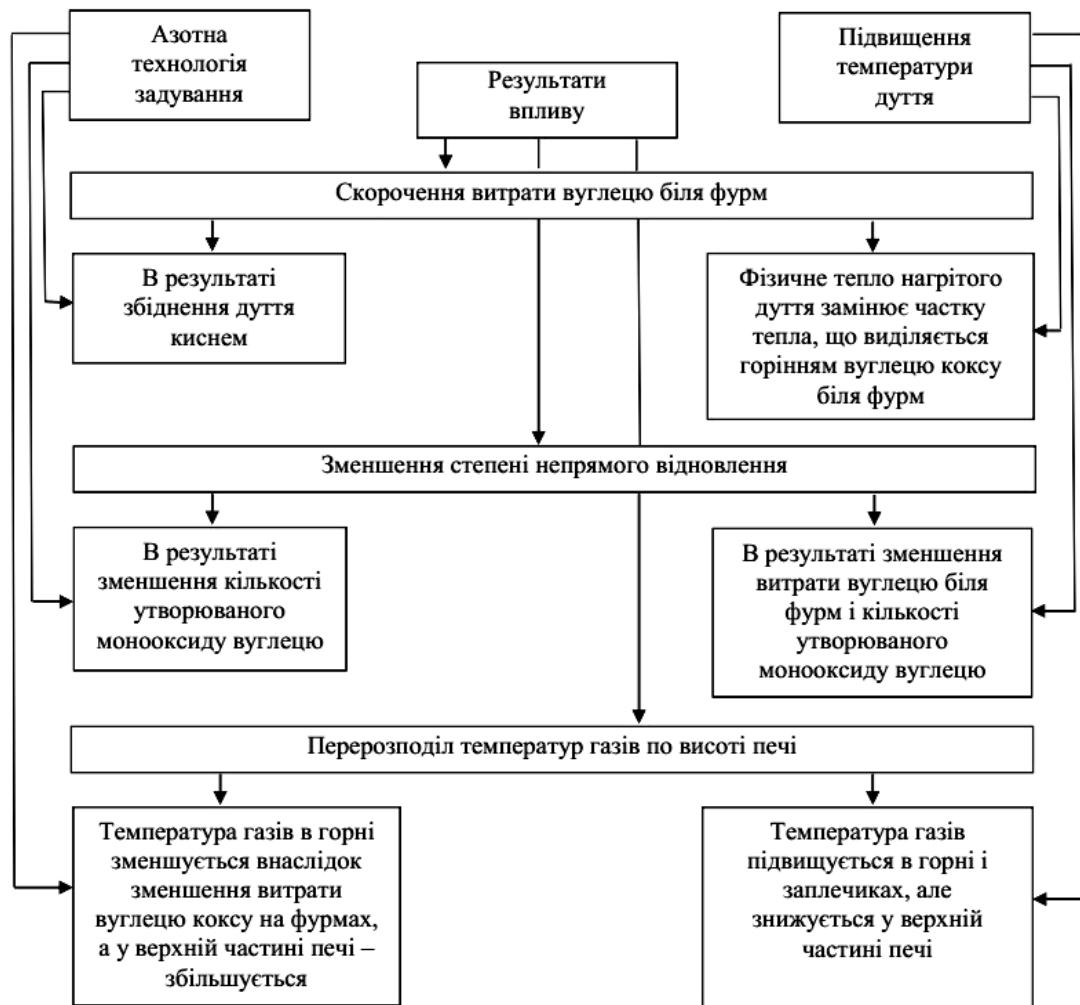 Азотна
технологія
задування
Результати
впливу
Підвищення
температури
дуття
Скорочення витрати вуглецю біля фурм
В результаті
збіднення дуття
киснем
Фізичне тепло нагрітого
дуття замінює частку
тепла, що виділяється
горінням вуглецю коксу
біля фурм
Зменшення степені непрямого відновлення
В результаті
зменшення кількості
утворюваного
монооксиду вуглецю
В результаті зменшення
витрати вуглецю біля
фурм і кількості
утворюваного
монооксиду вуглецю
Перерозподіл температур газів по висоті печі
Температура газів в горні
зменшується внаслідок
зменшення витрати
вуглецю коксу на фурмах,
а у верхній частині печі –
збільшується
Температура газів
підвищується в горні і
заплечиках, але
знижується у верхній
частині печі